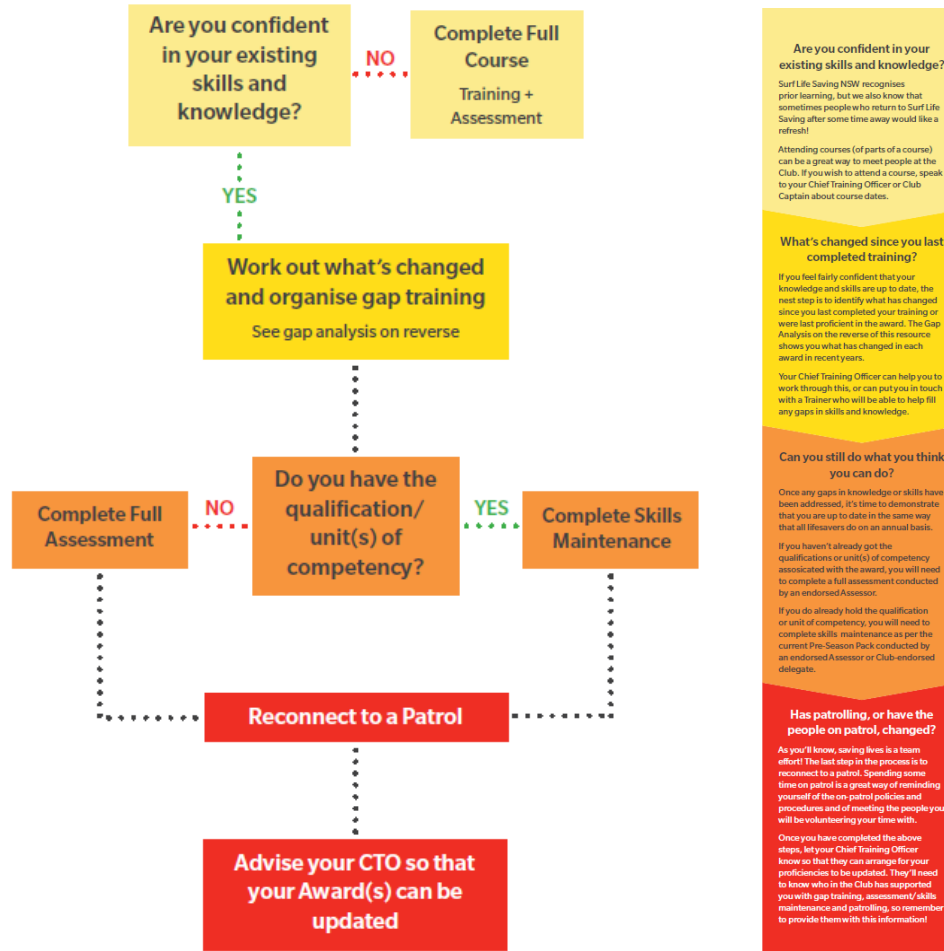 Are you confident
in your existing
skills and
knowledge?
NO
Complete Full
Course
Training +
Assessment
YES
Work out what's changed
and organise gap training
See gap analysis on reverse
Do you have the
qualification/
unit(s) of
competency?
NO
Complete Full
Assessment
YES
Complete Skills
Maintenance
Reconnect to a Patrol
Advise your CTO so that
your Award(s) can be
updated
Are you confident in your
existing skills and knowledge?
Surf Life Saving NSW recognises
prior learning, but we also know that
sometimes people who return to Surf Life
Saving after some time away would like a
refresh!
Attending courses (of parts of a course)
can be a great way to meet people at the
Club. If you wish to attend a course, speak
to your Chief Training Officer or Club
Captain about course dates.
What's changed since you last
completed training?
If you feel fairly confident that your
knowledge and skills are up to date, the
nest step is to identify what has changed
since you last completed your training or
were last proficient in the award. The Gap
Analysis on the reverse of this resource
shows you what has changed in each
award in recent years.
Your Chief Training Officer can help you to
work through this, or can put you in touch
with a Trainer who will be able to help fill
any gaps in skills and knowledge.
Can you still do what you think
you can do?
Once any gaps in knowledge or skills have
been addressed, it's time to demonstrate
that you are up to date in the same way
that all lifesavers do on an annual basis.
If you haven't already got the
qualifications or unit(s) of competency
assosicated with the award, you will need
to complete a full assessment conducted
by an endorsed Assessor.
If you do already hold the qualification
or unit of competency, you will need to
complete skills maintenance as per the
current Pre-Season Pack conducted by
an endorsed Assessor or Club-endorsed
delegate.
Has patrolling, or have the
people on patrol, changed?
As you'll know, saving lives is a team
effort! The last step in the process is to
reconnect to a patrol. Spending some
time on patrol is a great way of reminding
yourself of the on-patrol policies and
procedures and of meeting the people you
will be volunteering your time with.
Once you have completed the above
steps, let your Chief Training Officer
know so that they can arrange for your
proficiencies to be updated. They'll need
to know who in the Club has supported
you with gap training, assessment/skills
maintenance and patrolling, so remember
to provide them with this information!